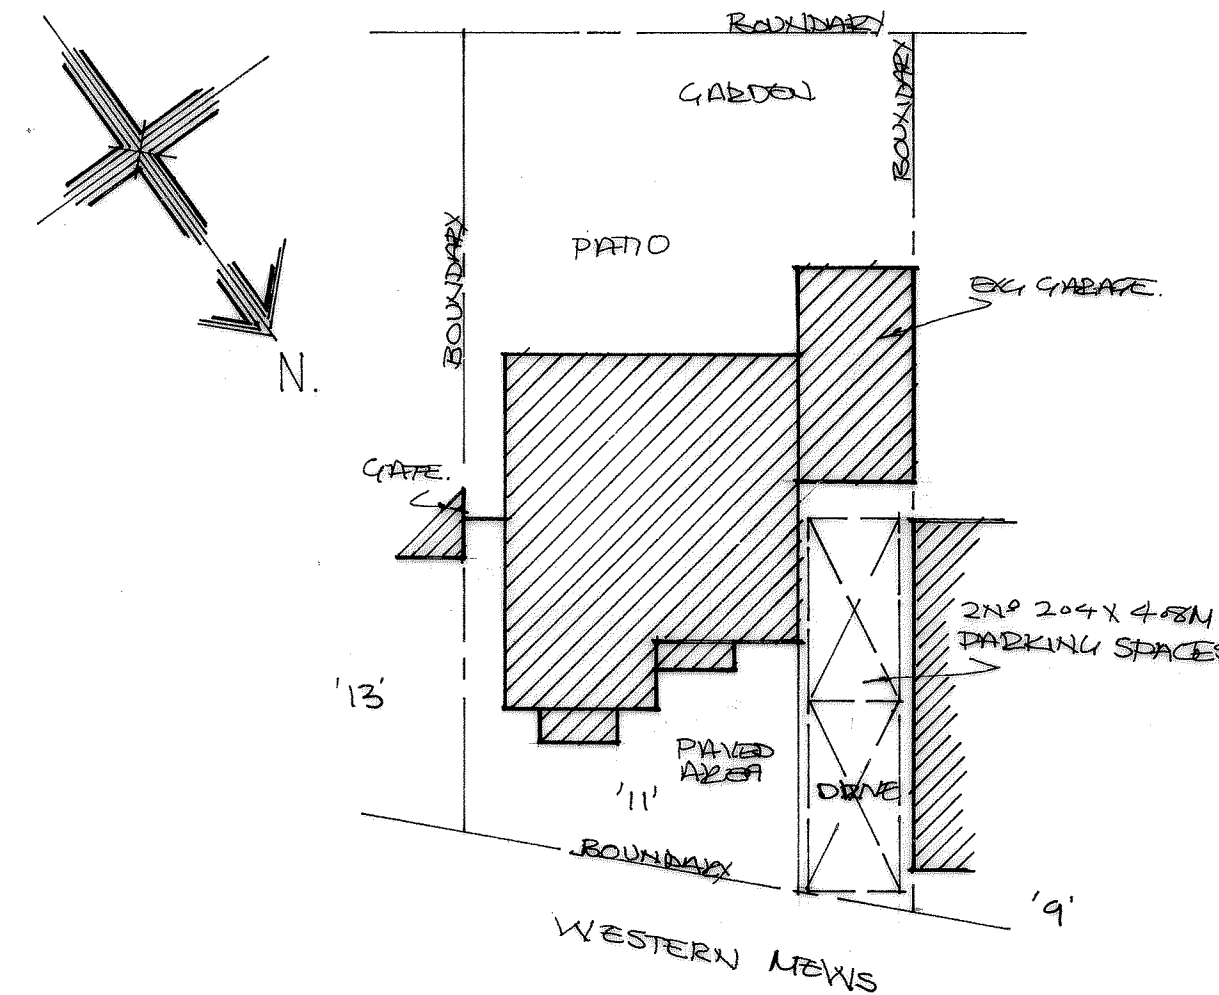 BOUNDARY
BOUNDARY
GARDEN
BOUNDARY
PATIO
EXG GARAGE.
N.
GATE.
2Nº 2.4 X 4.8M
PARKING SPACES
'13'
PAVED
AREA
DRIVE
'11'
BOUNDARY
'9'
WESTERN MEWS